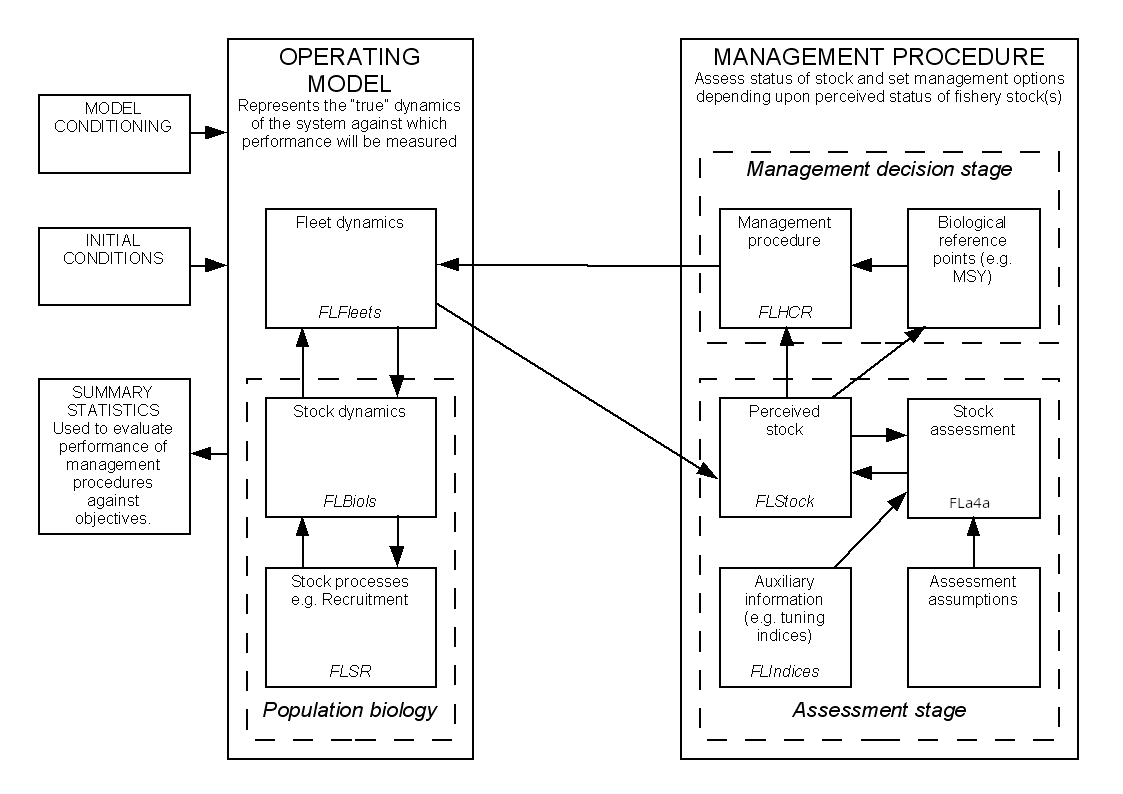 MODEL
CONDITIONING
INITIAL
CONDITIONS
SUMMARY
STATISTICS
Used to evaluate
performance of
management
procedures
against
objectives.
OPERATING
MODEL
Represents the "true" dynamics
of the system against which
performance will be measured
Fleet dynamics
FLFleets
Stock dynamics
FLBiols
Stock processes
e.g. Recruitment
FLSR
Population biology
MANAGEMENT PROCEDURE
Assess status of stock and set management options
depending upon perceived status of fishery stock(s)
Management decision stage
Management
procedure
FLHCR
Biological
reference
points (e.g.
MSY)
Perceived
stock
FLStock
Stock
assessment
FLa4a
Auxiliary
information
(e.g. tuning
indices)
FLIndices
Assessment
assumptions
Assessment stage